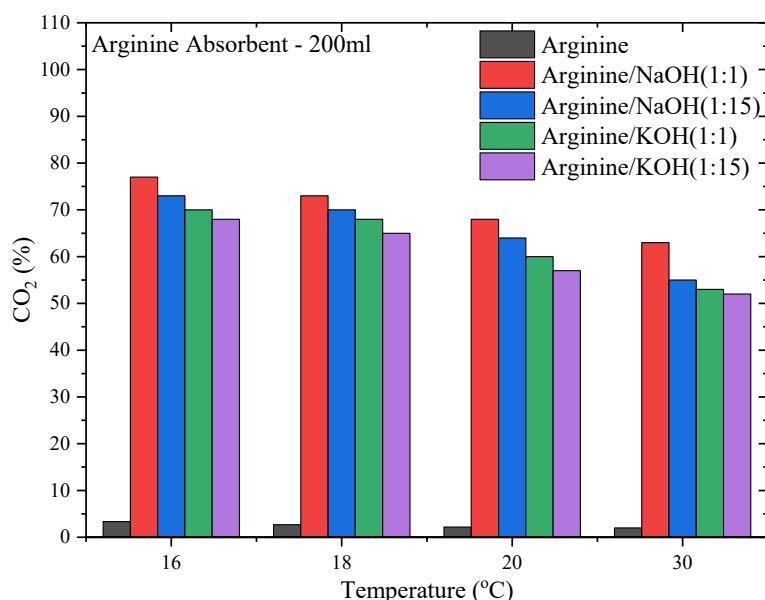 Arginine Absorbent - 200ml
Arginine
Arginine/NaOH(1:1)
Arginine/NaOH(1:15)
Arginine/KOH(1:1)
Arginine/KOH(1:15)
110
100
90
80
70
60
50
40
30
20
10
0
CO₂ (%)
16 18 20 30
Temperature (°C)